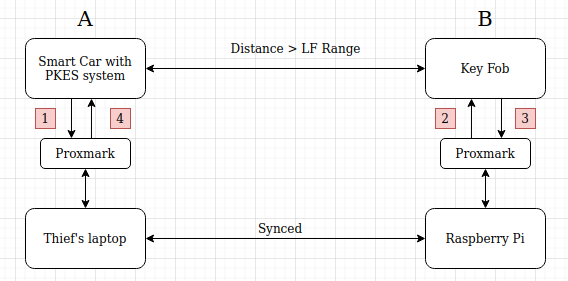 A
B
Smart Car with
PKES system
Distance > LF Range
Key Fob
1
4
2
3
Proxmark
Proxmark
Thief's laptop
Synced
Raspberry Pi